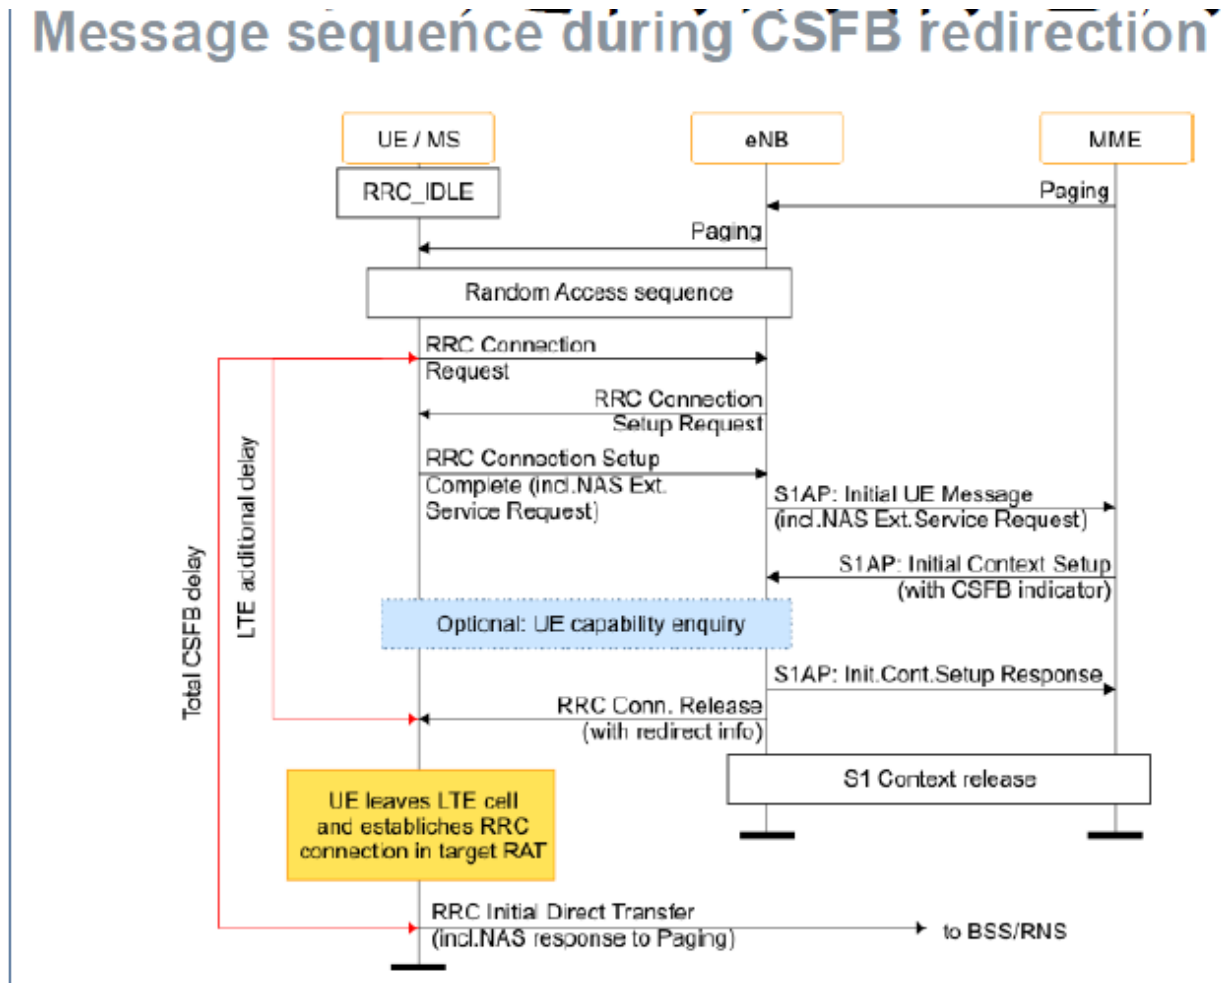 Message sequence during CSFB redirection
UE / MS
eNB
MME
RRC_IDLE
Paging
Paging
Random Access sequence
RRC Connection
Request
RRC Connection
Setup Request
RRC Connection Setup
Complete (incl.NAS Ext.
Service Request)
S1AP: Initial UE Message
(incl.NAS Ext.Service Request)
S1AP: Initial Context Setup
(with CSFB indicator)
Optional: UE capability enquiry
S1AP: Init.Cont.Setup Response
RRC Conn. Release
(with redirect info)
S1 Context release
UE leaves LTE cell
and establiches RRC
connection in target RAT
RRC Initial Direct Transfer
(incl.NAS response to Paging)
to BSS/RNS
LTE additional delay
Total CSFB delay